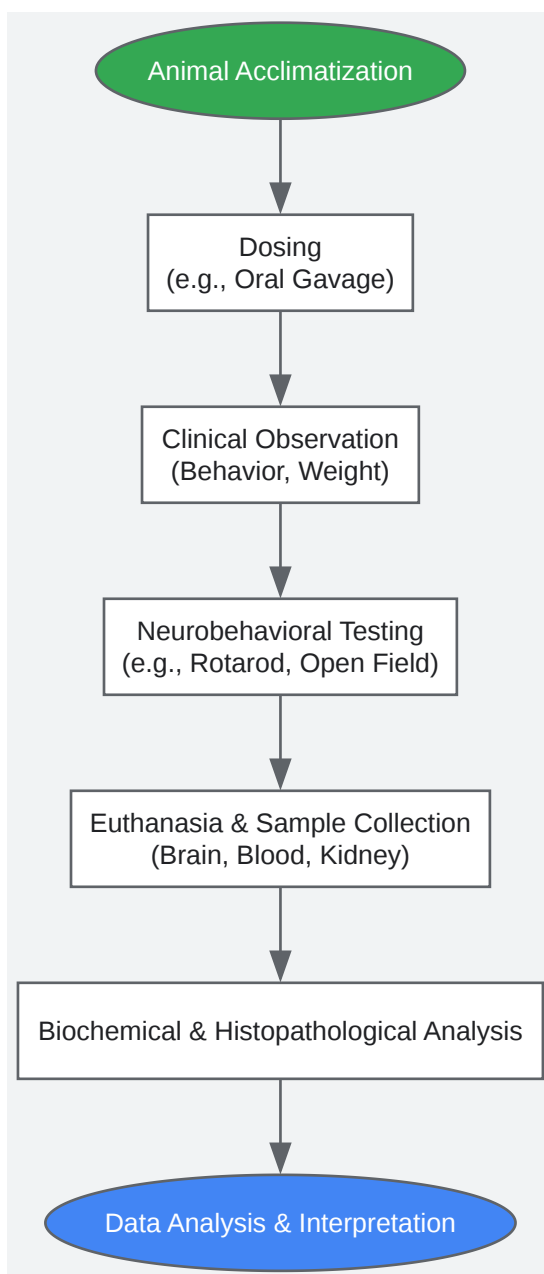 Animal Acclimatization
Dosing
(e.g., Oral Gavage)
Clinical Observation
(Behavior, Weight)
Neurobehavioral Testing
(e.g., Rotarod, Open Field)
Euthanasia & Sample Collection
(Brain, Blood, Kidney)
Biochemical & Histopathological Analysis
Data Analysis & Interpretation